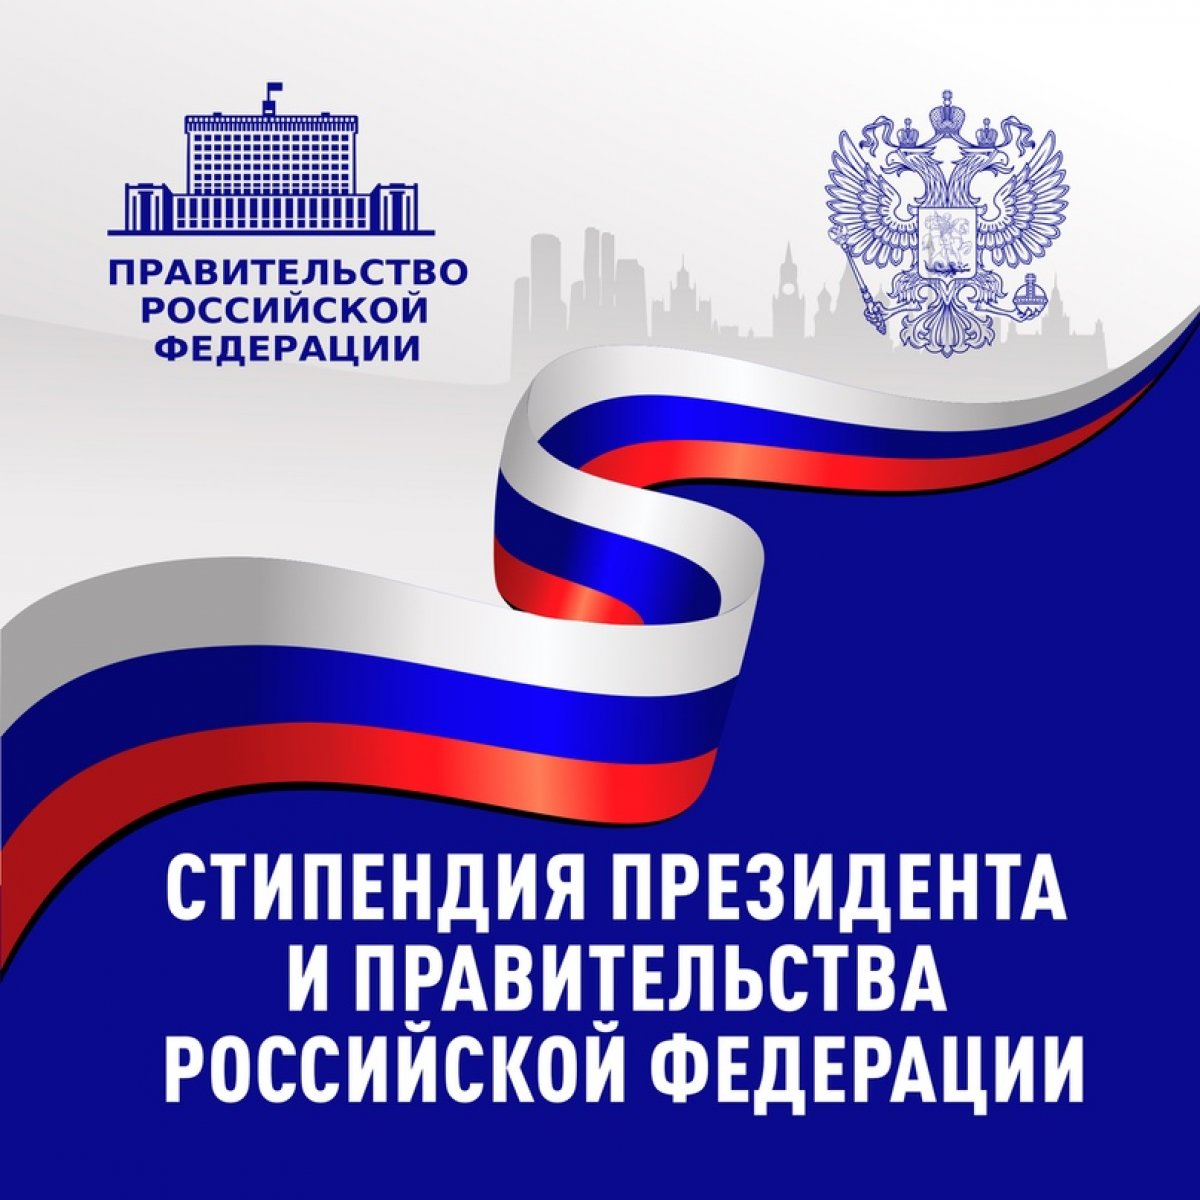 ПРАВИТЕЛЬСТВО
РОССИЙСКОЙ
ФЕДЕРАЦИИ
СТИПЕНДИЯ ПРЕЗИДЕНТА
И ПРАВИТЕЛЬСТВА
РОССИЙСКОЙ ФЕДЕРАЦИИ